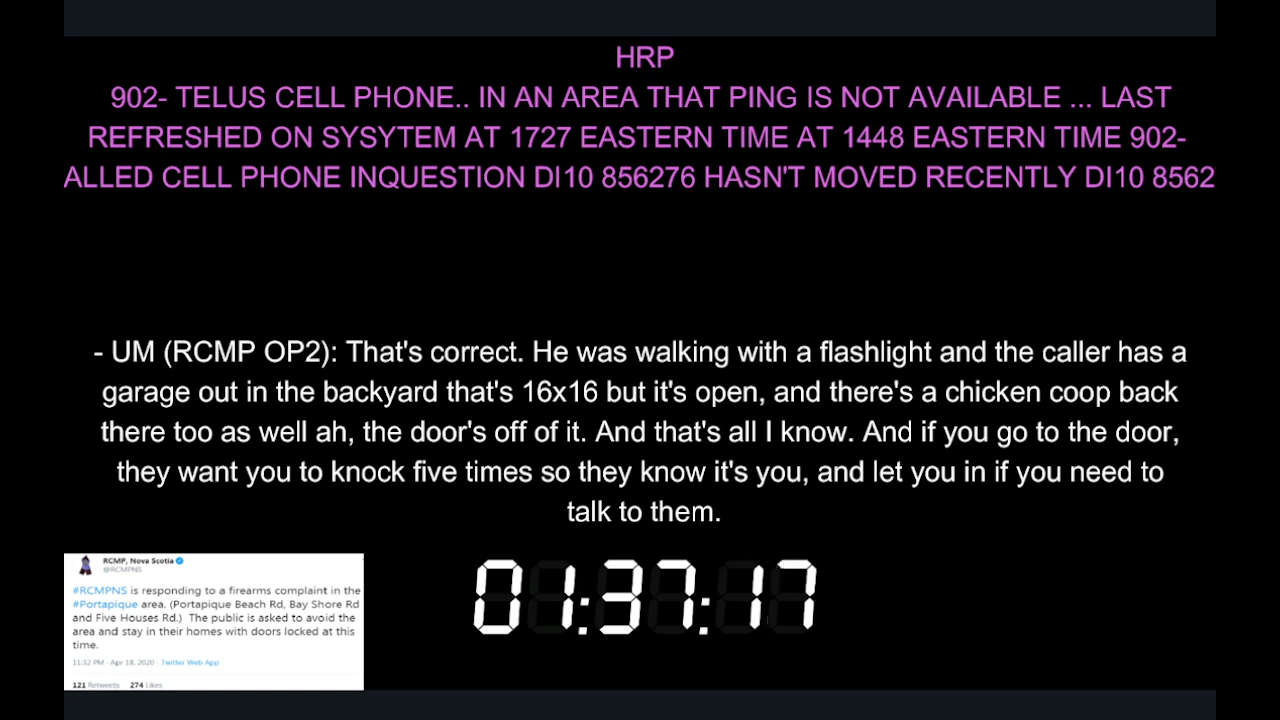 HRP
902- TELUS CELL PHONE.. IN AN AREA THAT PING IS NOT AVAILABLE ... LAST
REFRESHED ON SYSYTEM AT 1727 EASTERN TIME AT 1448 EASTERN TIME 902-
ALLED CELL PHONE INQUESTION DI10 856276 HASN'T MOVED RECENTLY DI10 8562
- UM (RCMP OP2): That's correct. He was walking with a flashlight and the caller has a
garage out in the backyard that's 16x16 but it's open, and there's a chicken coop back
there too as well ah, the door's off of it. And that's all I know. And if you go to the door,
they want you to knock five times so they know it's you, and let you in if you need to
talk to them.
RCMP, Nova Scotia
@RCMPNS
#RCMPNS is responding to a firearms complaint in the
#Portapique area. (Portapique Beach Rd, Bay Shore Rd
and Five Houses Rd.) The public is asked to avoid the
area and stay in their homes with doors locked at this
time.
11:32 PM - Apr 18, 2020 - Twitter Web App
121 Retweets 274 Likes
01:37:17